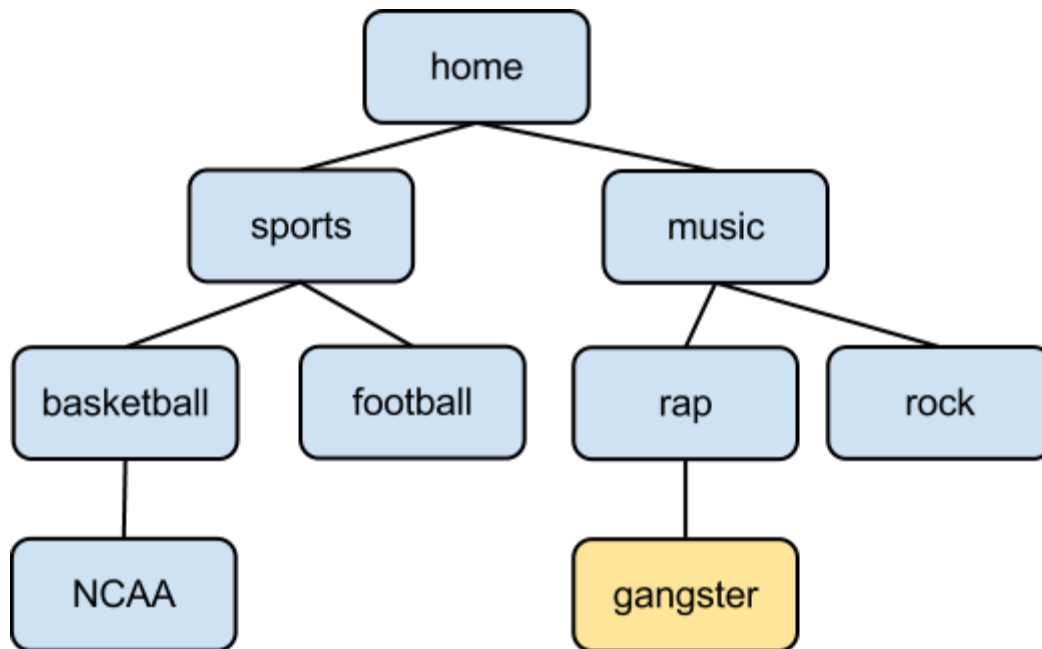 home
sports
music
basketball
football
rap
rock
NCAA
gangster